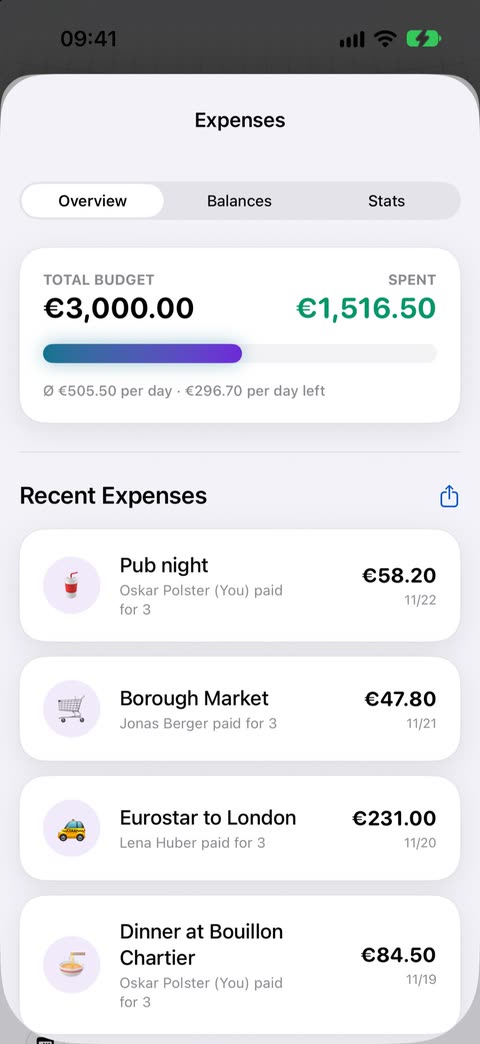 09:41
Expenses
Overview Balances Stats
TOTAL BUDGET SPENT
€3,000.00 €1,516.50
Ø €505.50 per day · €296.70 per day left
Recent Expenses
Pub night
Oskar Polster (You) paid
for 3
€58.20
11/22
Borough Market
Jonas Berger paid for 3
€47.80
11/21
Eurostar to London
Lena Huber paid for 3
€231.00
11/20
Dinner at Bouillon
Chartier
Oskar Polster (You) paid
for 3
€84.50
11/19